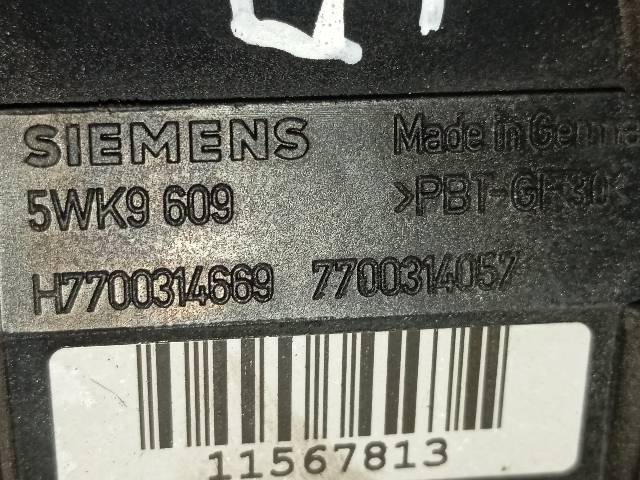 SIEMENS Made in Germa
5WK9 609 >PBT-GF30<
H7700314669 7700314057
11567813